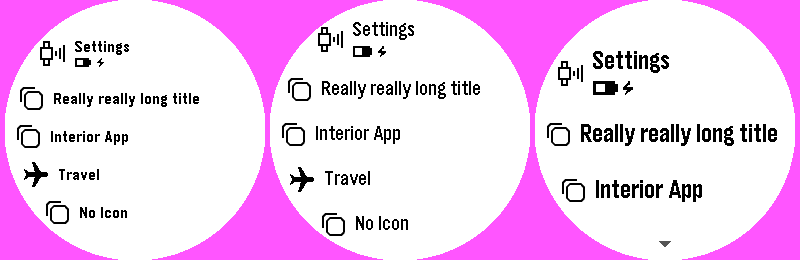 Settings
Really really long title
Interior App
Travel
No Icon
Settings
Really really long title
Interior App
Travel
No Icon
Settings
Really really long title
Interior App